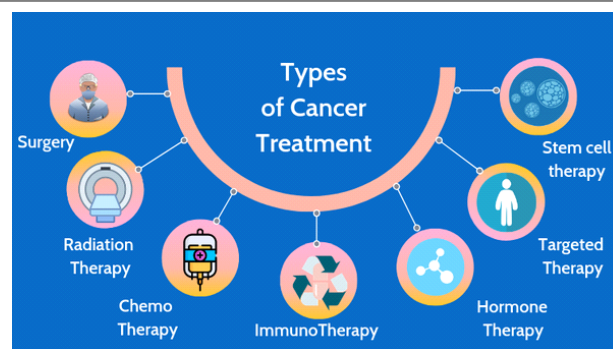 Types
of Cancer
Treatment
Surgery
Radiation
Therapy
Chemo
Therapy
ImmunoTherapy
Hormone
Therapy
Targeted
Therapy
Stem cell
therapy